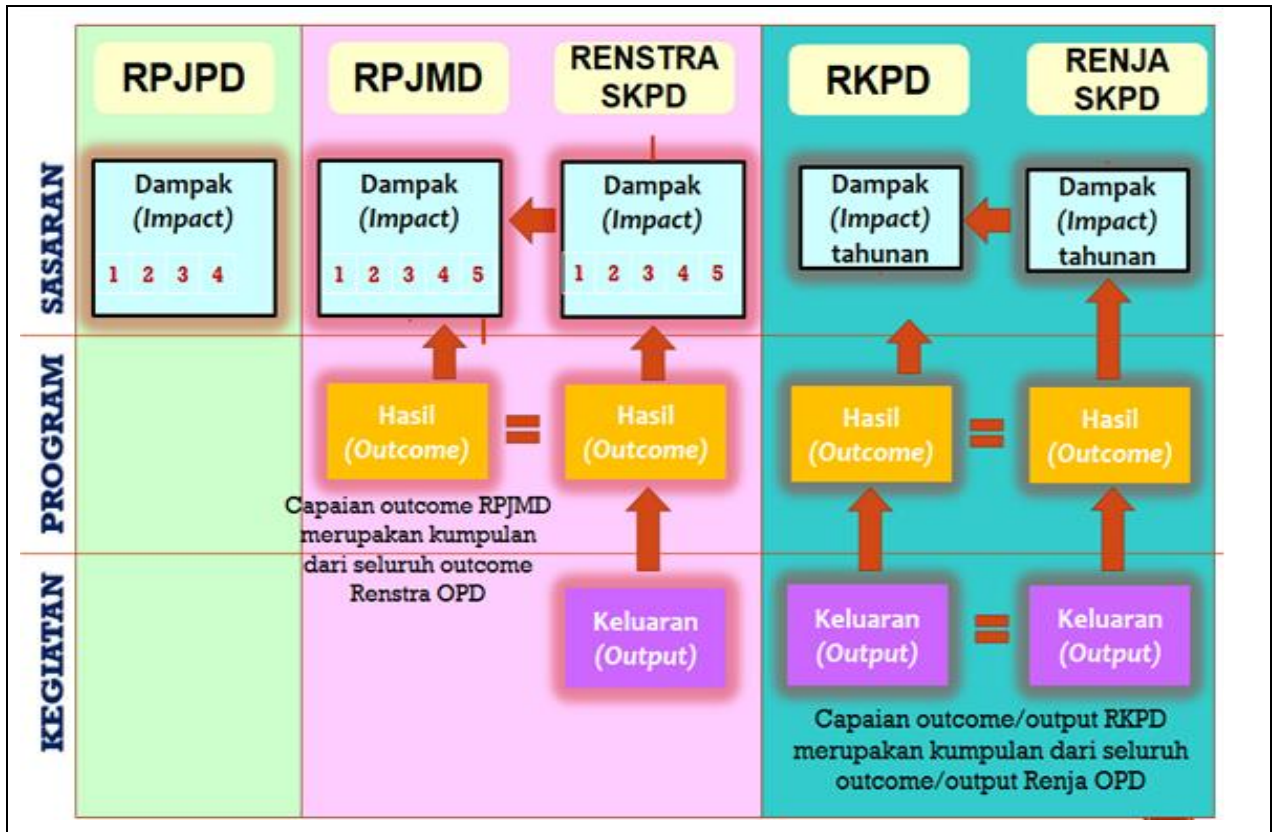 RPJPD
RPJMD
RENSTRA
SKPD
RKPD
RENJA
SKPD
SASARAN
Dampak
(Impact)
1 2 3 4
Dampak
(Impact)
1 2 3 4 5
Dampak
(Impact)
1 2 3 4 5
Dampak
(Impact)
tahunan
Dampak
(Impact)
tahunan
PROGRAM
Hasil
(Outcome)
=
Hasil
(Outcome)
Hasil
(Outcome)
=
Hasil
(Outcome)
Capaian outcome RPJMD
merupakan kumpulan
dari seluruh outcome
Renstra OPD
KEGIATAN
Keluaran
(Output)
Keluaran
(Output)
=
Keluaran
(Output)
Capaian outcome/output RKPD
merupakan kumpulan dari seluruh
outcome/output Renja OPD